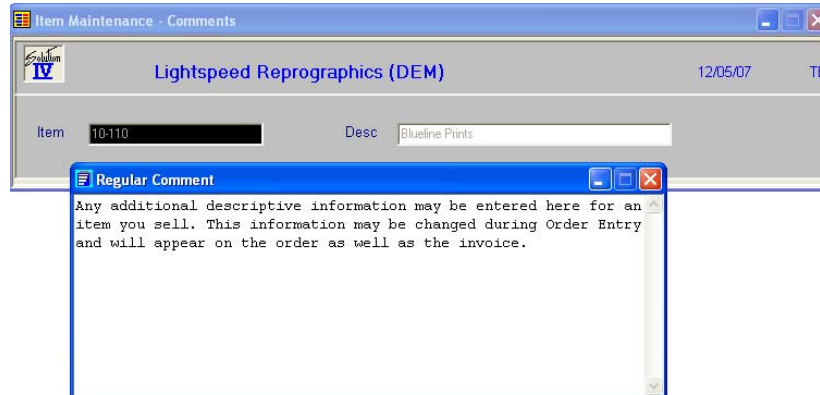 Item Maintenance - Comments
Solution
IV
Lightspeed Reprographics (DEM)
12/05/07
Item
10-110
Desc
Blueline Prints
Regular Comment
Any additional descriptive information may be entered here for an
item you sell. This information may be changed during Order Entry
and will appear on the order as well as the invoice.